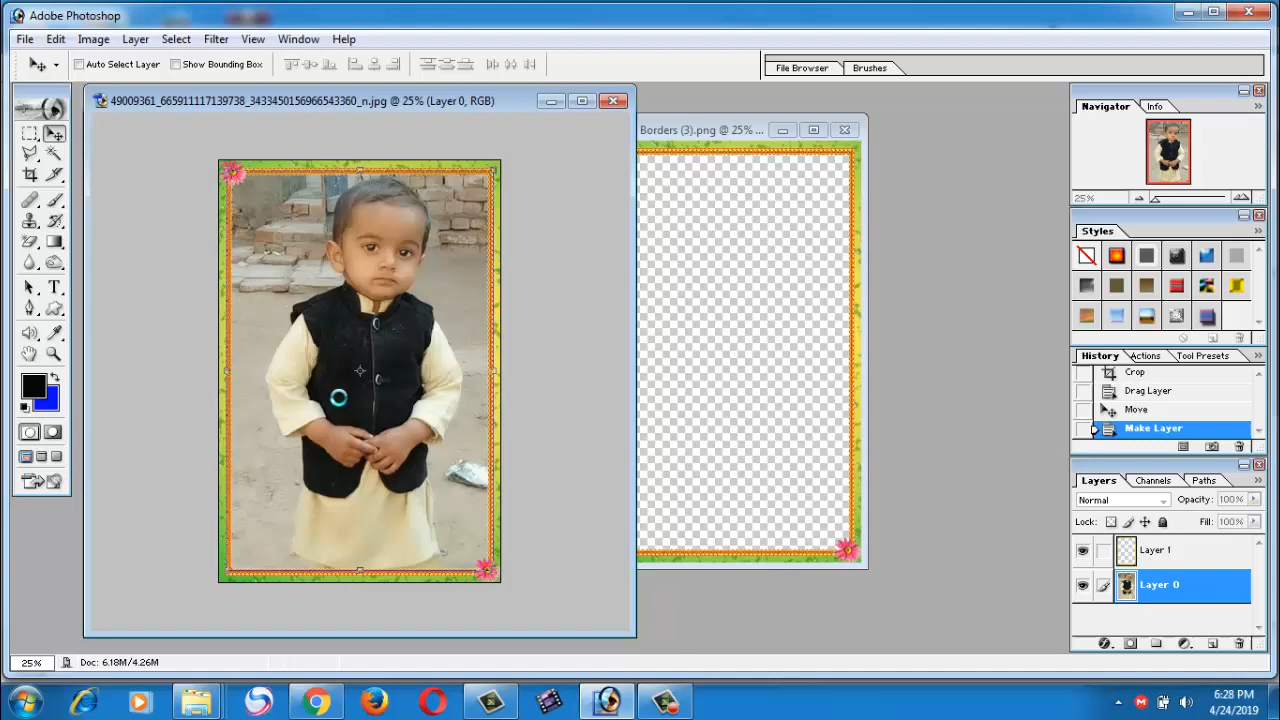 Adobe Photoshop
File Edit Image Layer Select Filter View Window Help
Auto Select Layer Show Bounding Box
File Browser Brushes
49009361_665911117139738_3433450156966543360_n.jpg @ 25% (Layer 0, RGB)
Borders (3).png @ 25% ...
Navigator Info
25%
Styles
History Actions Tool Presets
Crop
Drag Layer
Move
Make Layer
Layers Channels Paths
Normal Opacity: 100%
Lock: Fill: 100%
Layer 1
Layer 0
T
25% Doc: 6.18M/4.26M
6:28 PM
4/24/2019